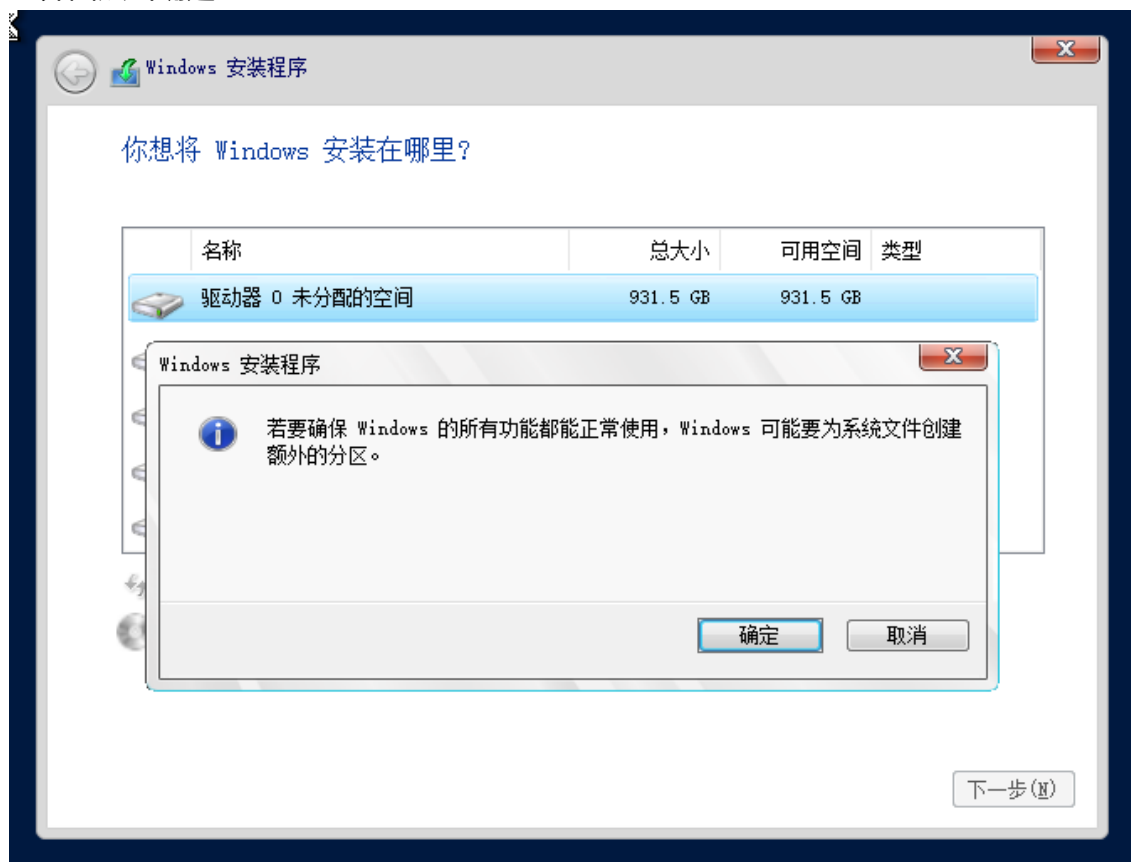 Windows 安装程序
你想将 Windows 安装在哪里?
名称 总大小 可用空间 类型
驱动器 0 未分配的空间 931.5 GB 931.5 GB
Windows 安装程序
若要确保 Windows 的所有功能都能正常使用，Windows 可能要为系统文件创建
额外的分区。
确定 取消
下一步(N)